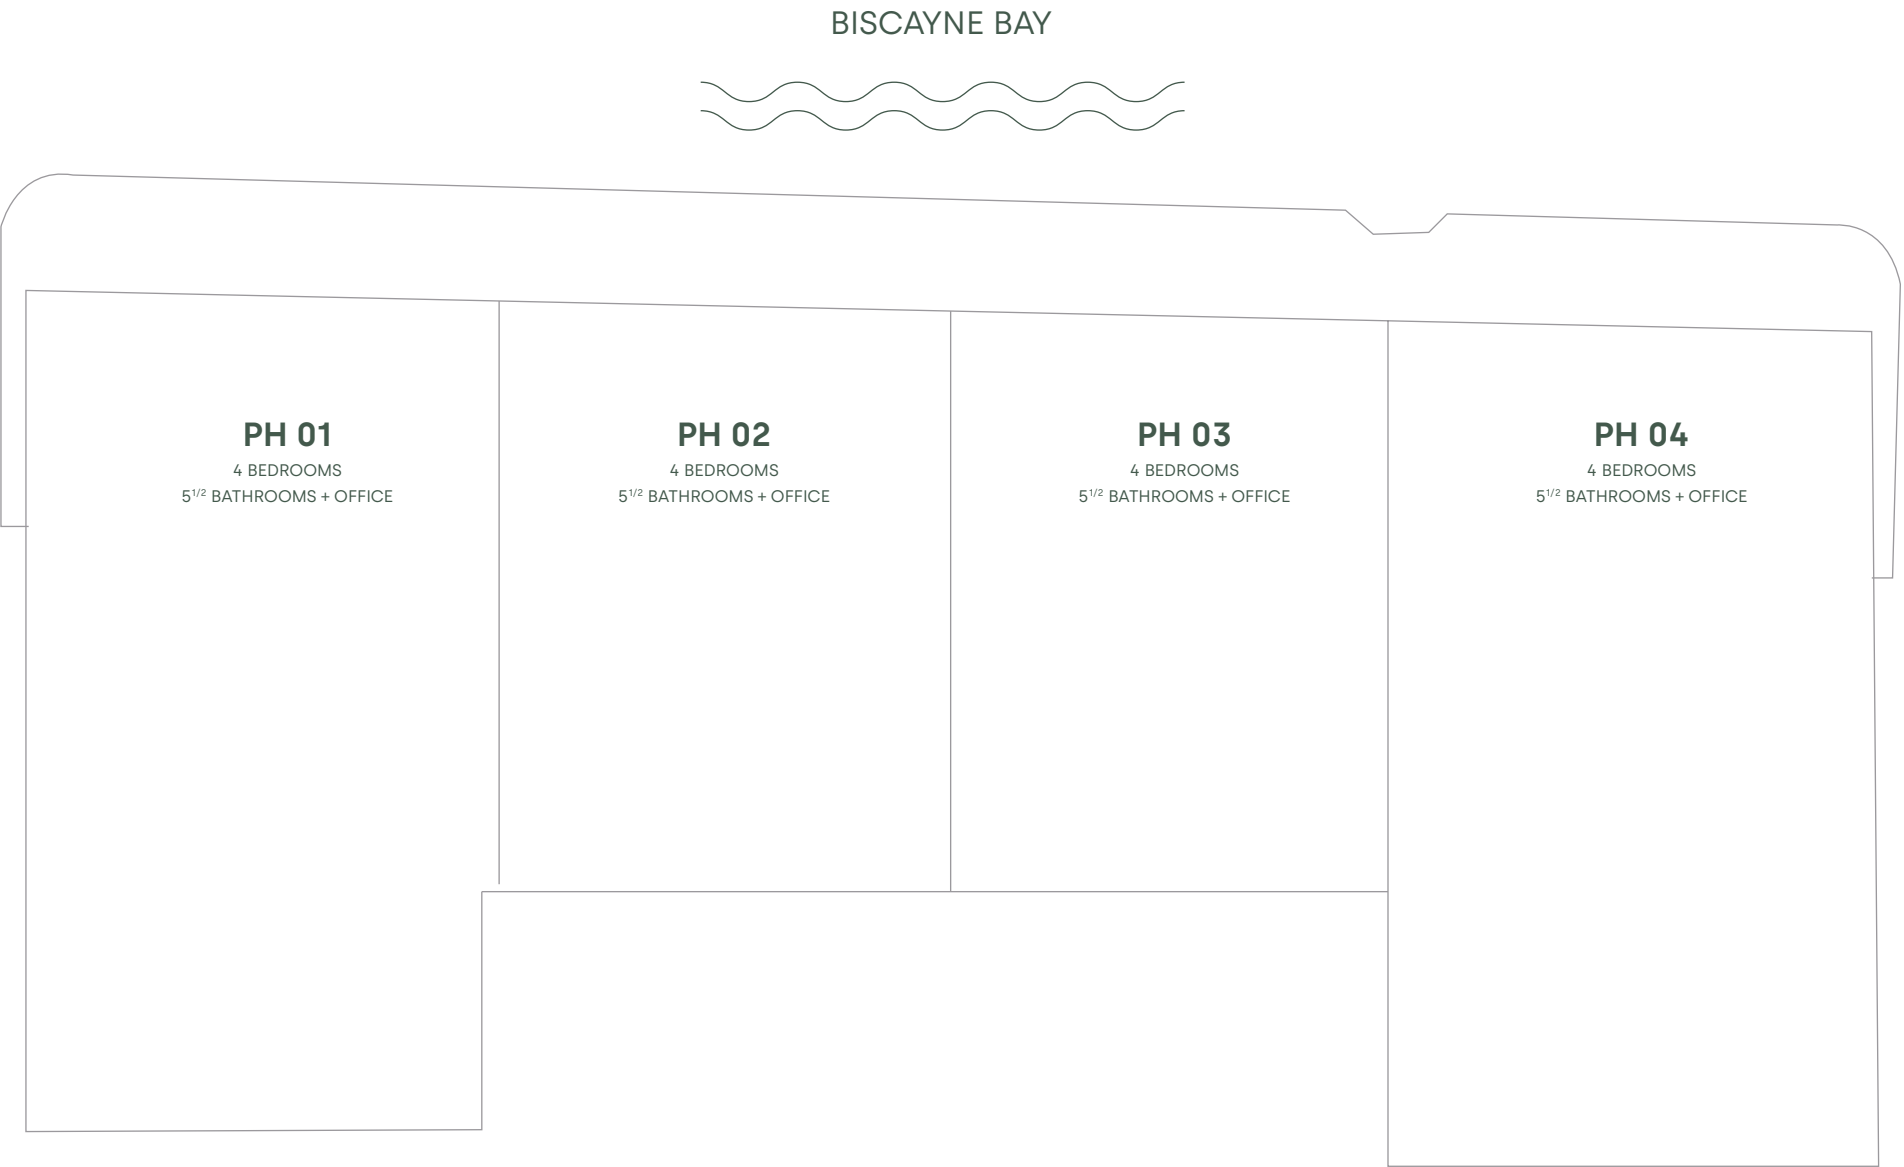 BISCAYNE BAY
PH 01
4 BEDROOMS
5 1/2 BATHROOMS + OFFICE
PH 02
4 BEDROOMS
5 1/2 BATHROOMS + OFFICE
PH 03
4 BEDROOMS
5 1/2 BATHROOMS + OFFICE
PH 04
4 BEDROOMS
5 1/2 BATHROOMS + OFFICE